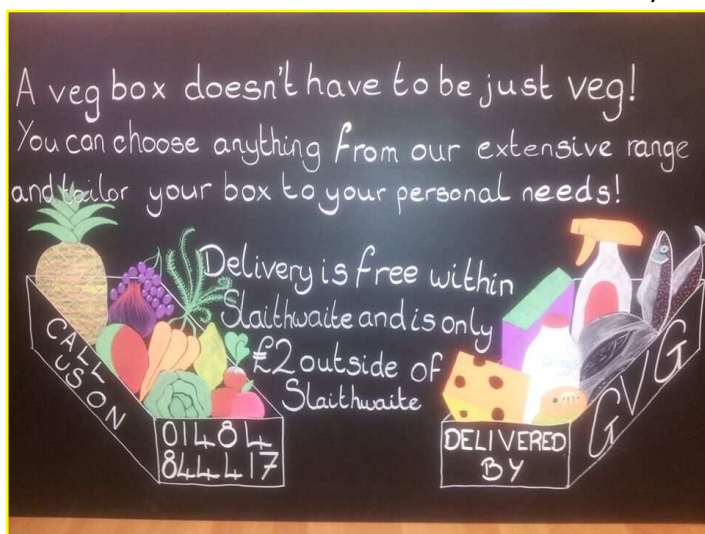 A veg box doesn't have to be just veg!
You can choose anything from our extensive range
and tailor your box to your personal needs!
Delivery is free within
Slaithwaite and is only
£2 outside of
Slaithwaite
CALL
US ON
01484
844417
DELIVERED
BY
GVG